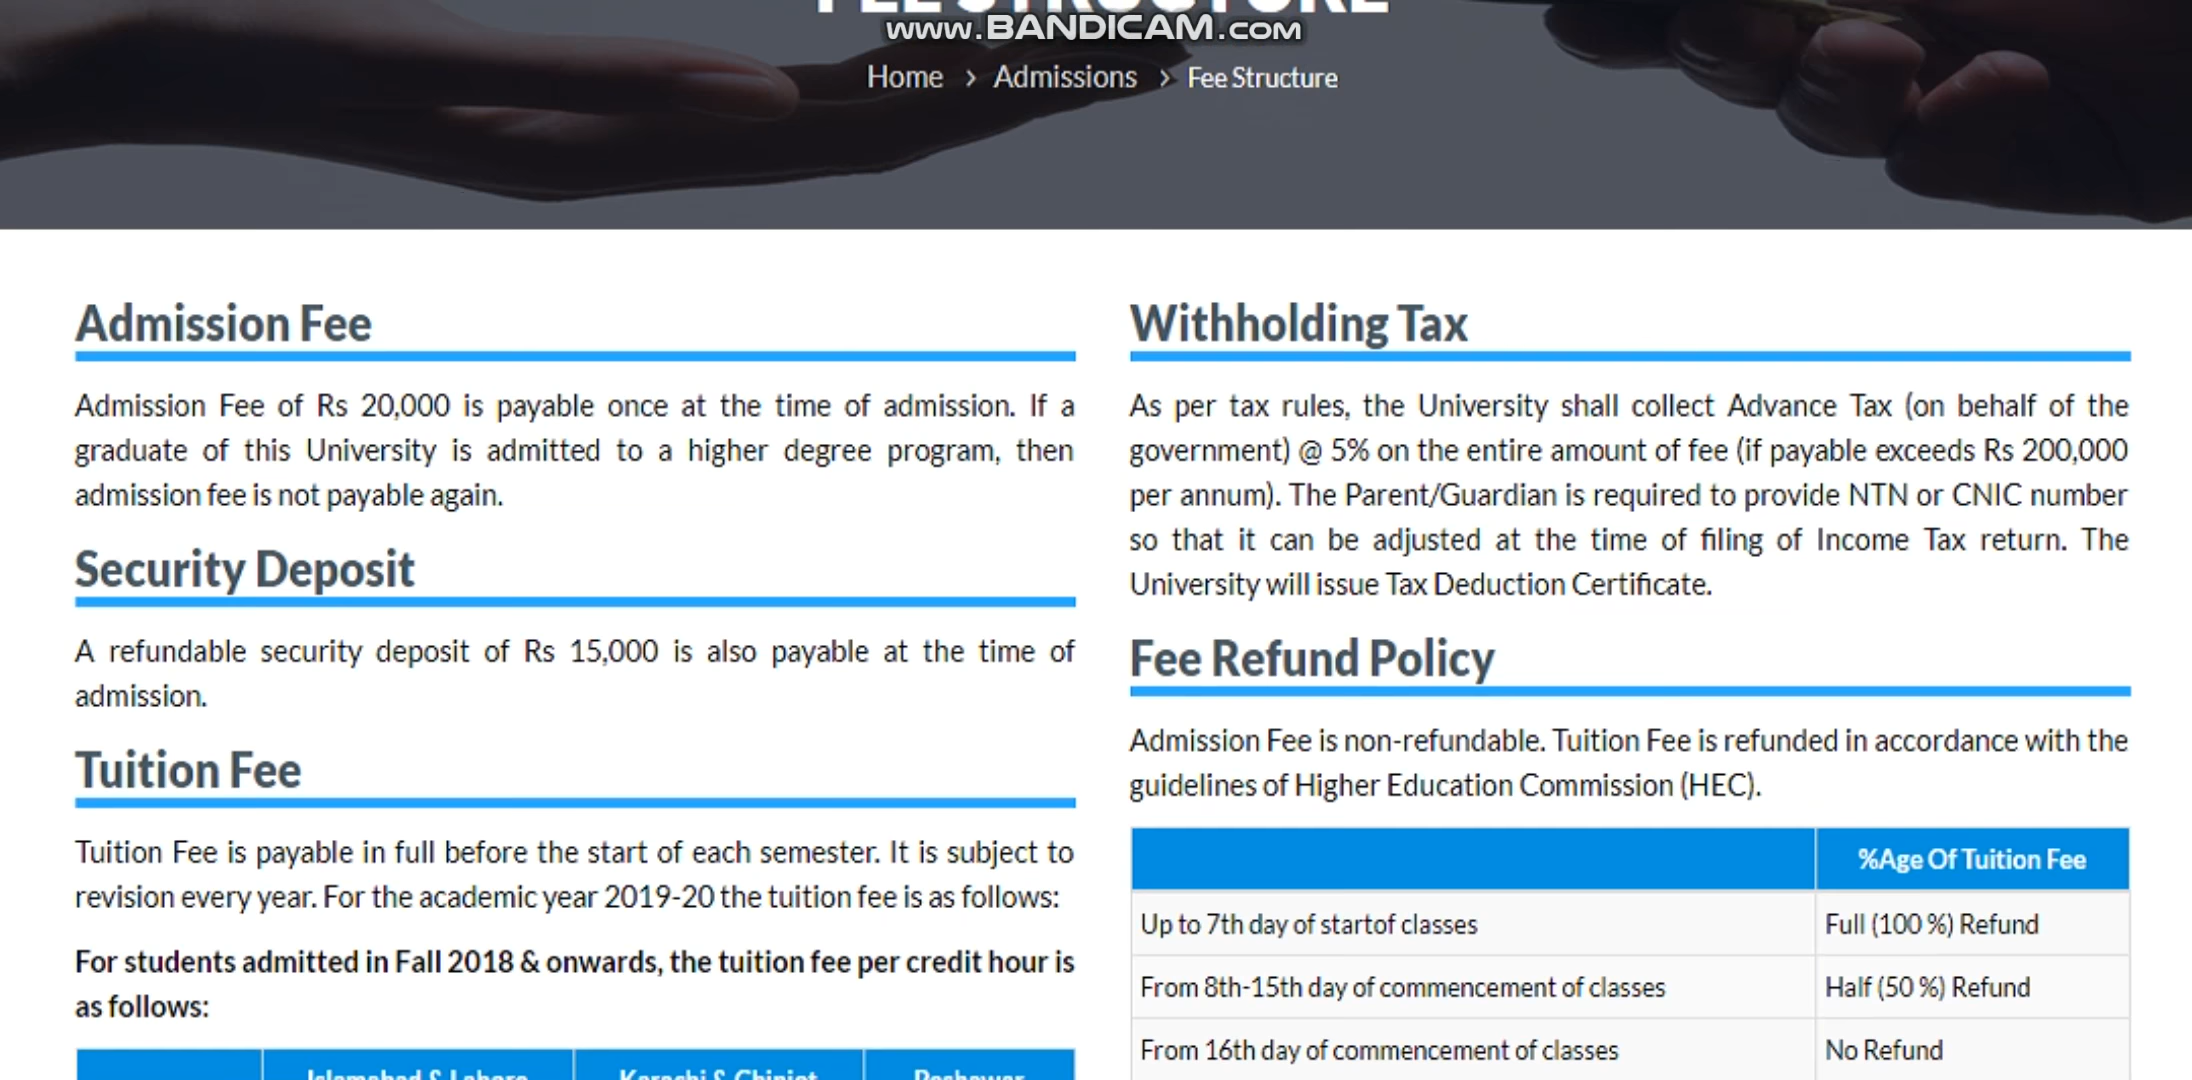 FEE STRUCTURE
www.BANDICAM.com
Home > Admissions > Fee Structure
Admission Fee
Admission Fee of Rs 20,000 is payable once at the time of admission. If a
graduate of this University is admitted to a higher degree program, then
admission fee is not payable again.
Security Deposit
A refundable security deposit of Rs 15,000 is also payable at the time of
admission.
Tuition Fee
Tuition Fee is payable in full before the start of each semester. It is subject to
revision every year. For the academic year 2019-20 the tuition fee is as follows:
For students admitted in Fall 2018 & onwards, the tuition fee per credit hour is
as follows:
Islamabad & Lahore Karachi & Chiniot Peshawar
Withholding Tax
As per tax rules, the University shall collect Advance Tax (on behalf of the
government) @ 5% on the entire amount of fee (if payable exceeds Rs 200,000
per annum). The Parent/Guardian is required to provide NTN or CNIC number
so that it can be adjusted at the time of filing of Income Tax return. The
University will issue Tax Deduction Certificate.
Fee Refund Policy
Admission Fee is non-refundable. Tuition Fee is refunded in accordance with the
guidelines of Higher Education Commission (HEC).
%Age Of Tuition Fee
Up to 7th day of startof classes Full (100 %) Refund
From 8th-15th day of commencement of classes Half (50 %) Refund
From 16th day of commencement of classes No Refund